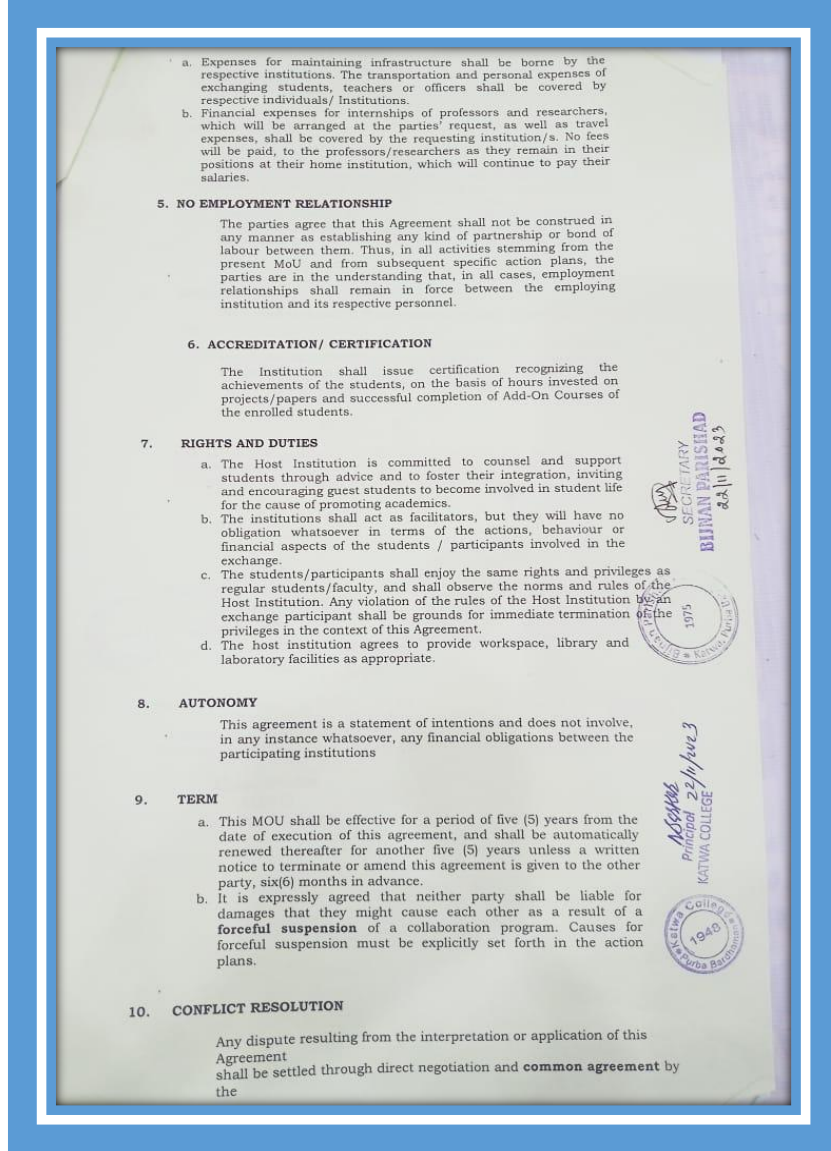 a. Expenses for maintaining infrastructure shall be borne by the
respective institutions. The transportation and personal expenses of
exchanging students, teachers or officers shall be covered by
respective individuals/ Institutions.
b. Financial expenses for internships of professors and researchers,
which will be arranged at the parties' request, as well as travel
expenses, shall be covered by the requesting institution/s. No fees
will be paid, to the professors/researchers as they remain in their
positions at their home institution, which will continue to pay their
salaries.
5. NO EMPLOYMENT RELATIONSHIP
The parties agree that this Agreement shall not be construed in
any manner as establishing any kind of partnership or bond of
labour between them. Thus, in all activities stemming from the
present MoU and from subsequent specific action plans, the
parties are in the understanding that, in all cases, employment
relationships shall remain in force between the employing
institution and its respective personnel.
6. ACCREDITATION/ CERTIFICATION
The Institution shall issue certification recognizing the
achievements of the students, on the basis of hours invested on
projects/papers and successful completion of Add-On Courses of
the enrolled students.
7. RIGHTS AND DUTIES
a. The Host Institution is committed to counsel and support
students through advice and to foster their integration, inviting
and encouraging guest students to become involved in student life
for the cause of promoting academics.
b. The institutions shall act as facilitators, but they will have no
obligation whatsoever in terms of the actions, behaviour or
financial aspects of the students / participants involved in the
exchange.
c. The students/participants shall enjoy the same rights and privileges as
regular students/faculty, and shall observe the norms and rules of the
Host Institution. Any violation of the rules of the Host Institution by an
exchange participant shall be grounds for immediate termination of the
privileges in the context of this Agreement.
d. The host institution agrees to provide workspace, library and
laboratory facilities as appropriate.
SECRETARY
BIJNAN PARISHAD
22/11/2023
1975
Katwa, Purba
8. AUTONOMY
This agreement is a statement of intentions and does not involve,
in any instance whatsoever, any financial obligations between the
participating institutions
9. TERM
a. This MOU shall be effective for a period of five (5) years from the
date of execution of this agreement, and shall be automatically
renewed thereafter for another five (5) years unless a written
notice to terminate or amend this agreement is given to the other
party, six(6) months in advance.
b. It is expressly agreed that neither party shall be liable for
damages that they might cause each other as a result of a
forceful suspension of a collaboration program. Causes for
forceful suspension must be explicitly set forth in the action
plans.
22/11/2023
Principal
KATWA COLLEGE
Katwa College
1948
Purba Bardhaman
10. CONFLICT RESOLUTION
Any dispute resulting from the interpretation or application of this
Agreement
shall be settled through direct negotiation and common agreement by
the